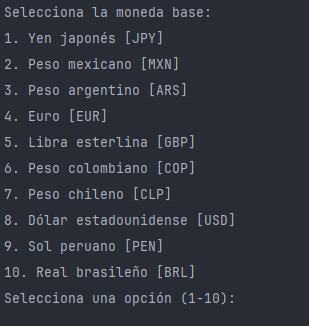 Selecciona la moneda base:
1. Yen japonés [JPY]
2. Peso mexicano [MXN]
3. Peso argentino [ARS]
4. Euro [EUR]
5. Libra esterlina [GBP]
6. Peso colombiano [COP]
7. Peso chileno [CLP]
8. Dólar estadounidense [USD]
9. Sol peruano [PEN]
10. Real brasileño [BRL]
Selecciona una opción (1-10):